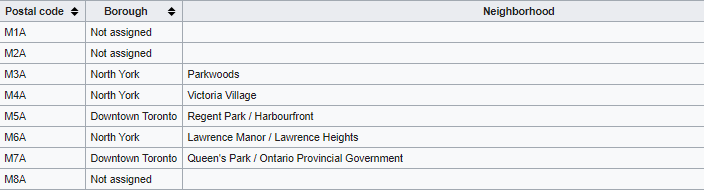 Postal code Borough Neighborhood
M1A Not assigned
M2A Not assigned
M3A North York Parkwoods
M4A North York Victoria Village
M5A Downtown Toronto Regent Park / Harbourfront
M6A North York Lawrence Manor / Lawrence Heights
M7A Downtown Toronto Queen's Park / Ontario Provincial Government
M8A Not assigned